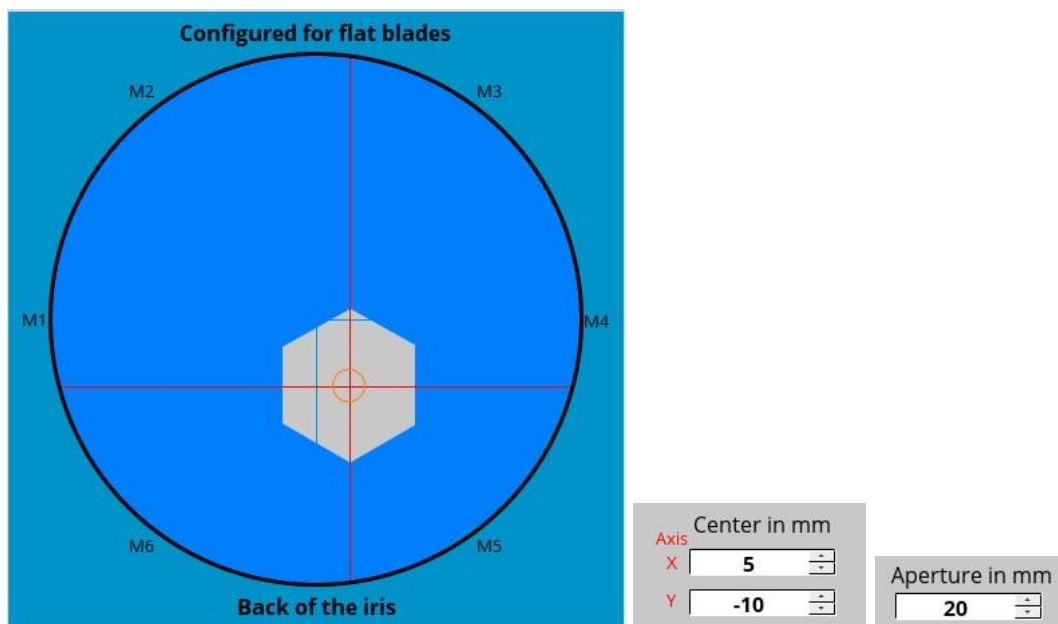 Configured for flat blades
M2
M3
M1
M4
M6
M5
Back of the iris
Center in mm
Axis
X
5
Y
-10
Aperture in mm
20